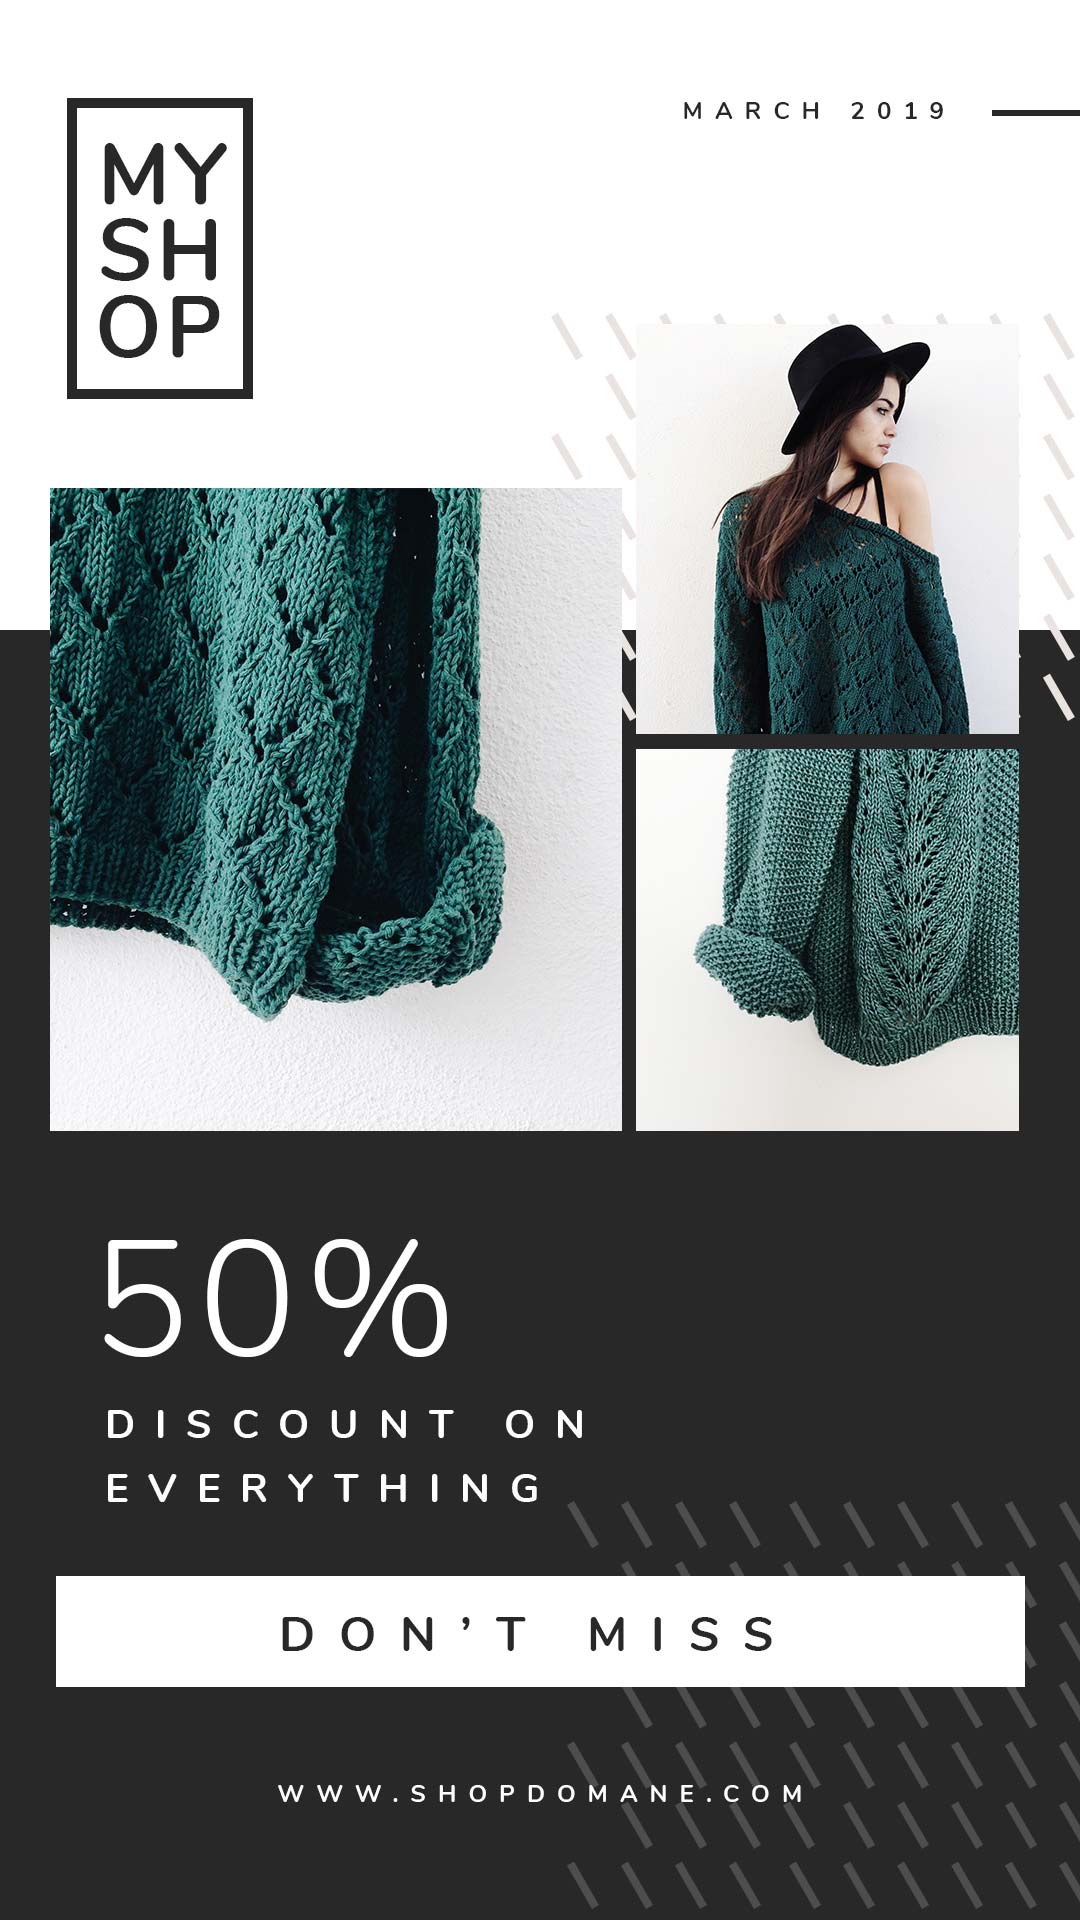 MY
SH
OP
MARCH 2019
50%
DISCOUNT ON
EVERYTHING
DON’T MISS
WWW.SHOPDOMANE.COM